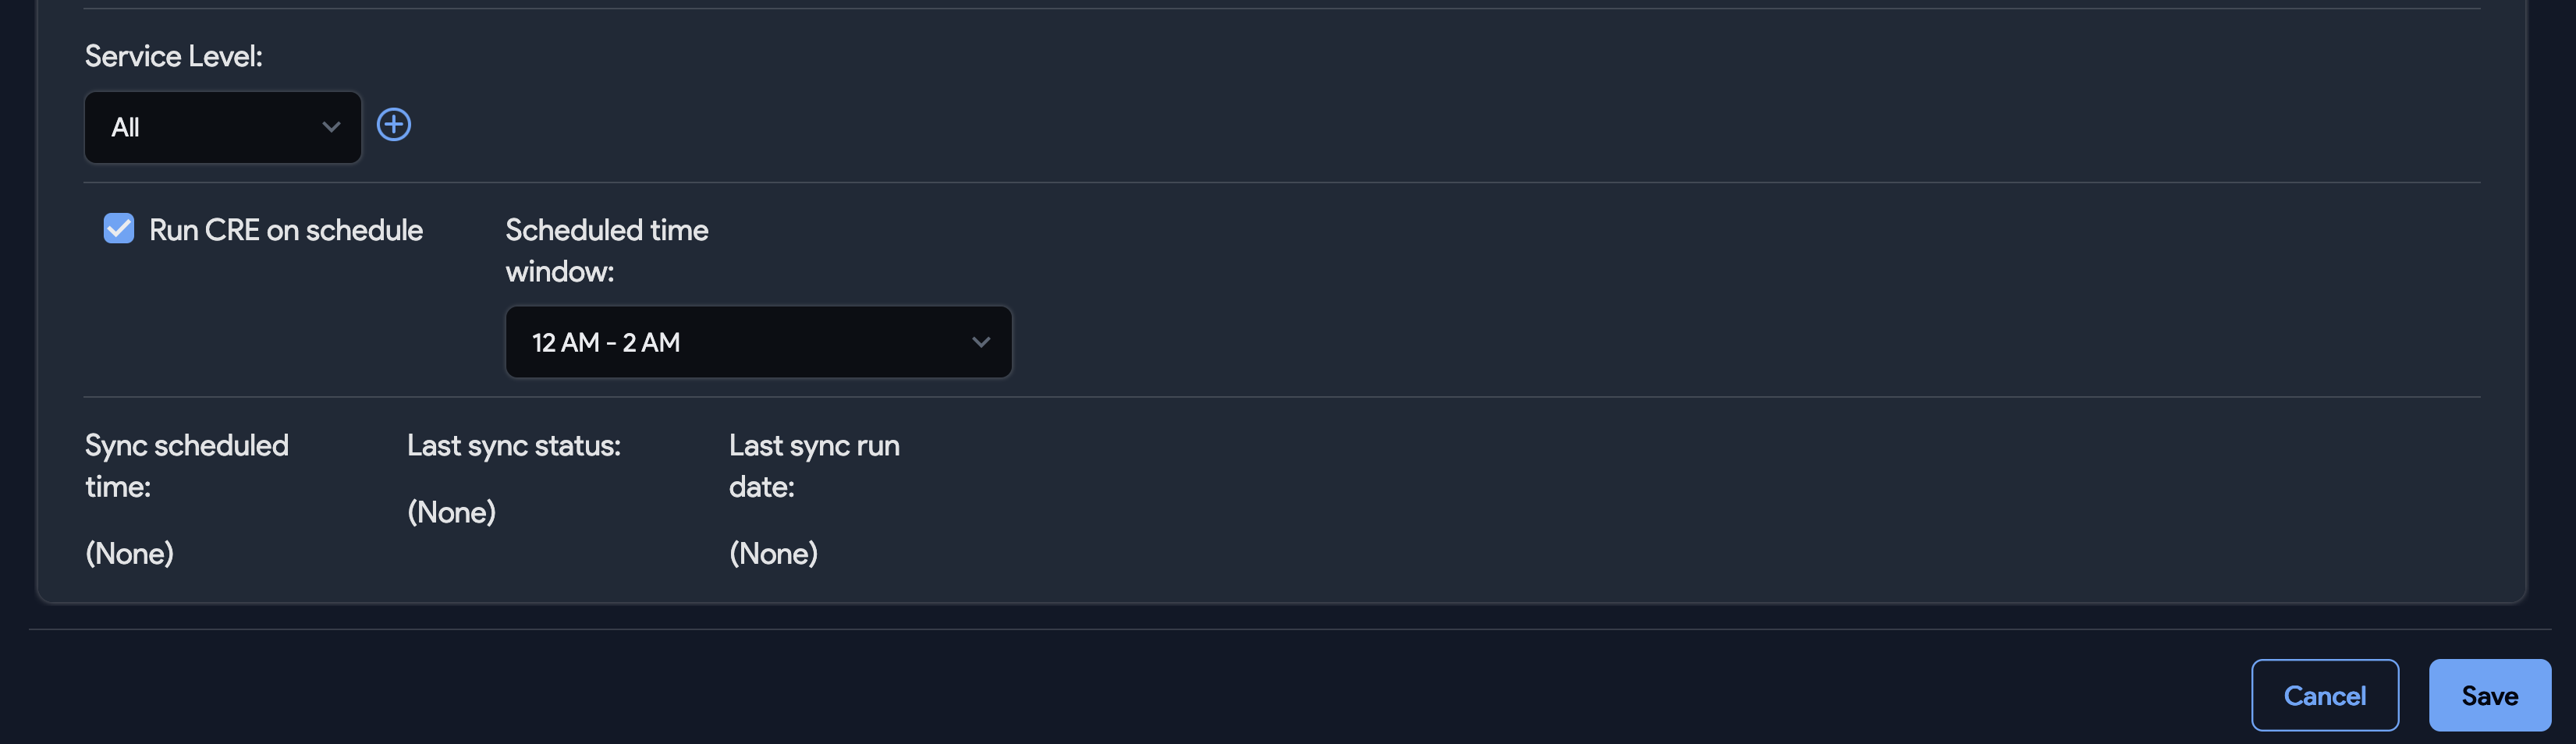 Service Level:
All
Run CRE on schedule
Scheduled time
window:
12 AM - 2 AM
Sync scheduled
time:
(None)
Last sync status:
(None)
Last sync run
date:
(None)
Cancel
Save